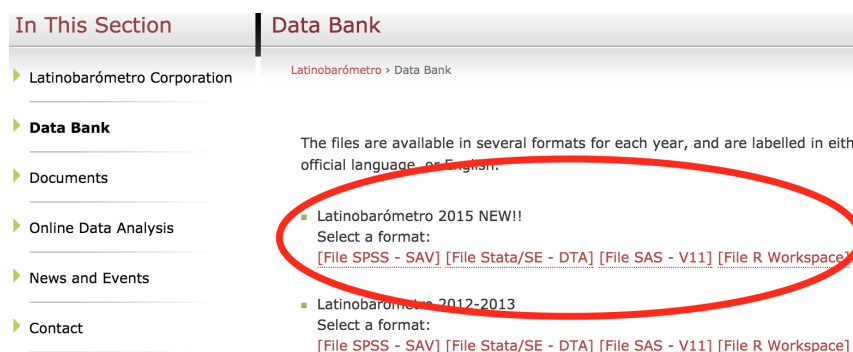 In This Section
Latinobarómetro Corporation
Data Bank
Documents
Online Data Analysis
News and Events
Contact
Data Bank
Latinobarómetro › Data Bank
The files are available in several formats for each year, and are labelled in eith
official language, or English.
Latinobarómetro 2015 NEW!!
Select a format:
[File SPSS - SAV] [File Stata/SE - DTA] [File SAS - V11] [File R Workspace]
Latinobarómetro 2012-2013
Select a format:
[File SPSS - SAV] [File Stata/SE - DTA] [File SAS - V11] [File R Workspace]